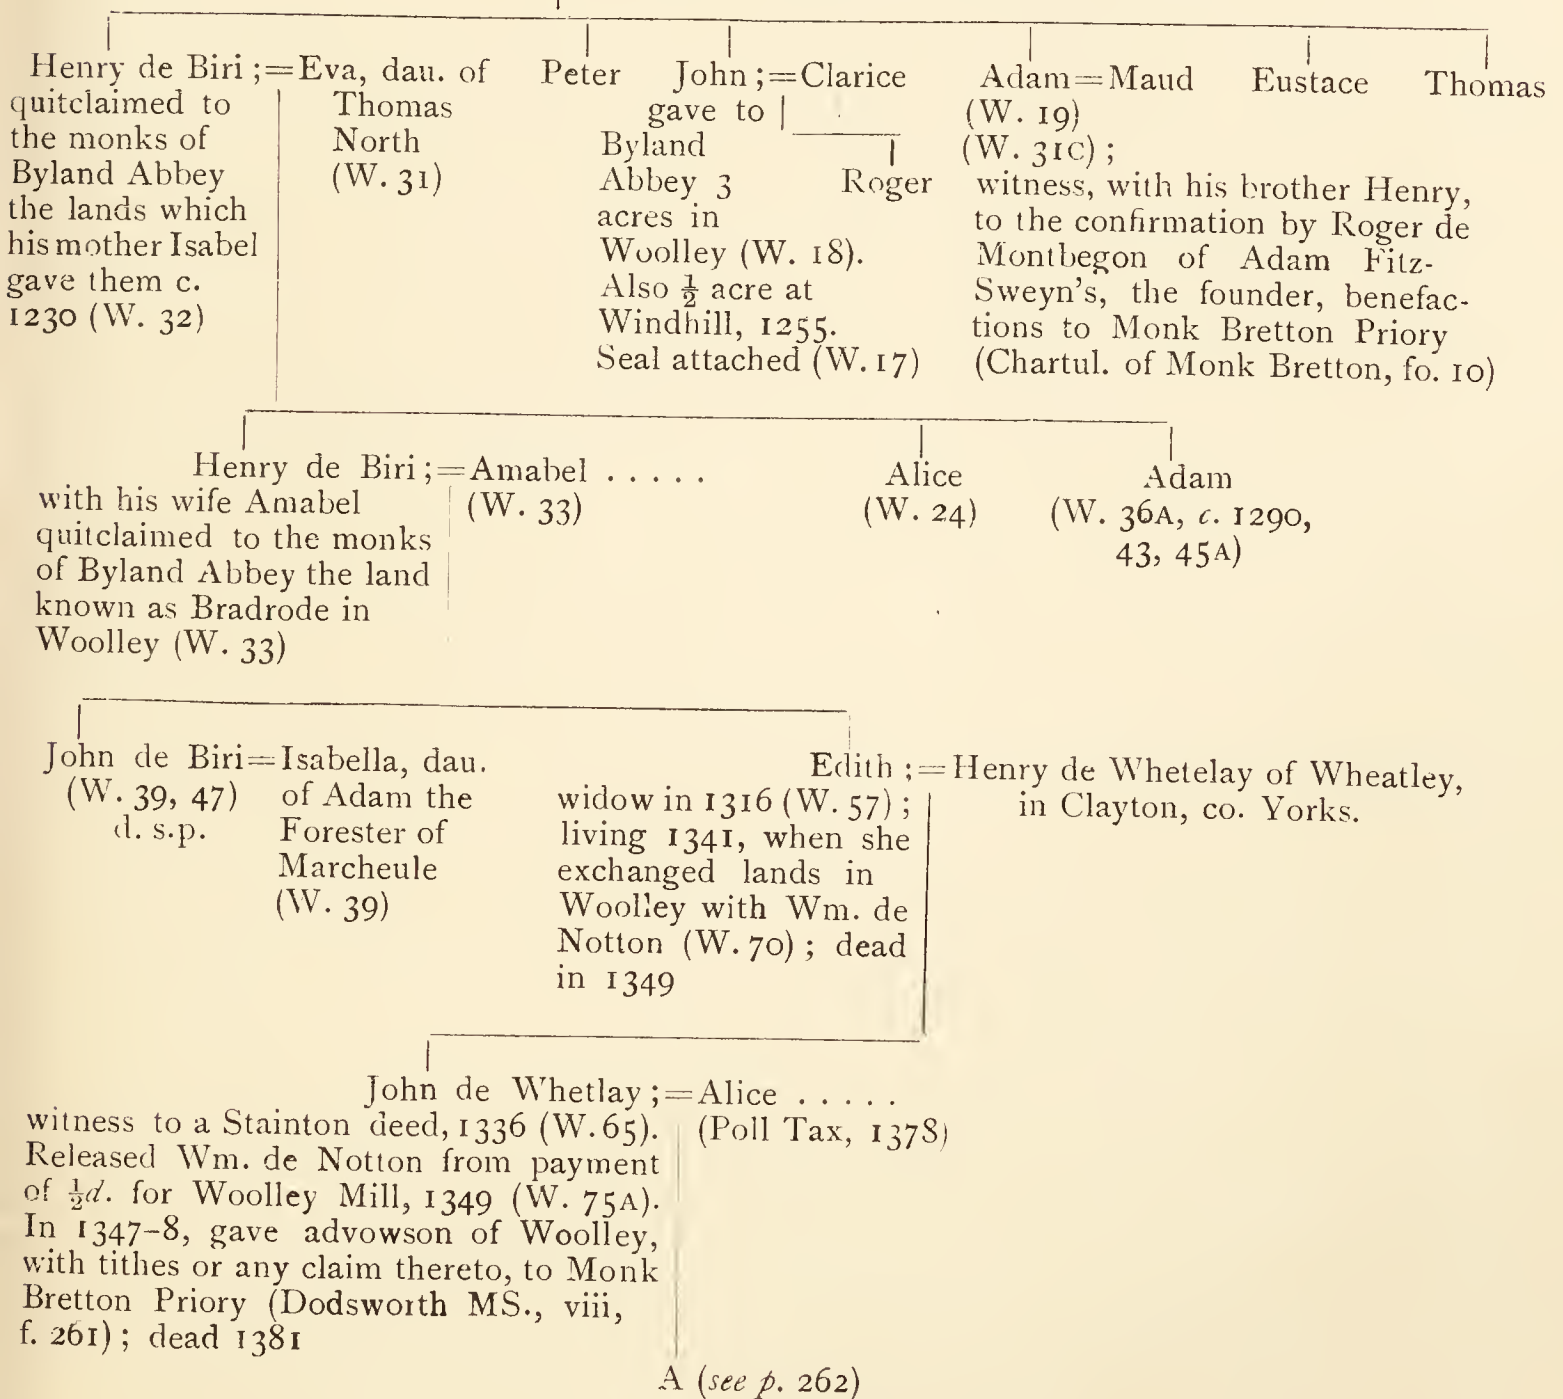 Henry de Biri ;=Eva, dau. of
quitclaimed to
the monks of
Byland Abbey
the lands which
his mother Isabel
gave them c.
1230 (W. 32)
Thomas
North
(W. 31)
Peter
John ;=Clarice
gave to
Byland
Abbey 3
acres in
Woolley (W. 18).
Also ½ acre at
Windhill, 1255.
Seal attached (W. 17)
Roger
Adam=Maud
(W. 19)
(W. 31C) ;
witness, with his brother Henry,
to the confirmation by Roger de
Montbegon of Adam Fitz-
Sweyn's, the founder, benefac-
tions to Monk Bretton Priory
(Chartul. of Monk Bretton, fo. 10)
Eustace
Thomas
Henry de Biri ;=Amabel . . . . .
with his wife Amabel
quitclaimed to the monks
of Byland Abbey the land
known as Bradrode in
Woolley (W. 33)
(W. 33)
Alice
(W. 24)
Adam
(W. 36A, c. 1290,
43, 45A)
John de Biri=Isabella, dau.
(W. 39, 47)
d. s.p.
of Adam the
Forester of
Marcheule
(W. 39)
Edith ;=Henry de Whetelay of Wheatley,
in Clayton, co. Yorks.
widow in 1316 (W. 57) ;
living 1341, when she
exchanged lands in
Woolley with Wm. de
Notton (W. 70) ; dead
in 1349
John de Whetlay ;=Alice . . . . .
witness to a Stainton deed, 1336 (W. 65).
Released Wm. de Notton from payment
of ½d. for Woolley Mill, 1349 (W. 75A).
In 1347-8, gave advowson of Woolley,
with tithes or any claim thereto, to Monk
Bretton Priory (Dodsworth MS., viii,
f. 261) ; dead 1381
(Poll Tax, 1378)
A (see p. 262)